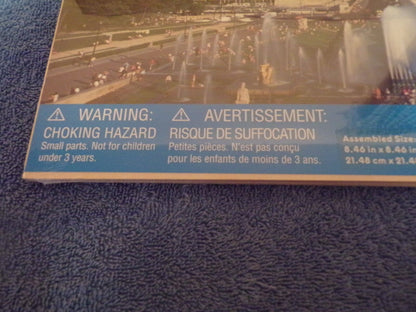 ⚠ WARNING:
CHOKING HAZARD
Small parts. Not for children
under 3 years.
⚠ AVERTISSEMENT:
RISQUE DE SUFFOCATION
Petites pièces. N'est pas conçu
pour les enfants de moins de 3 ans.
Assembled Size:
8.46 in x 8.46 in
21.48 cm x 21.4